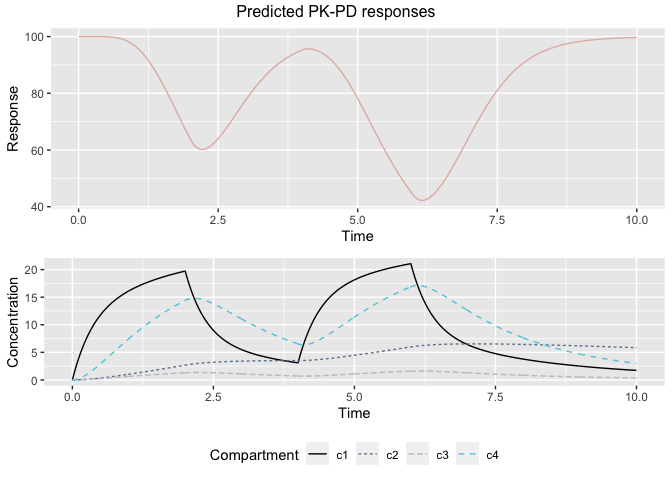 Predicted PK-PD responses
Response
100
80
60
40
0.0 2.5 5.0 7.5 10.0
Time
Concentration
20
15
10
5
0
0.0 2.5 5.0 7.5 10.0
Time
Compartment c1 c2 c3 c4